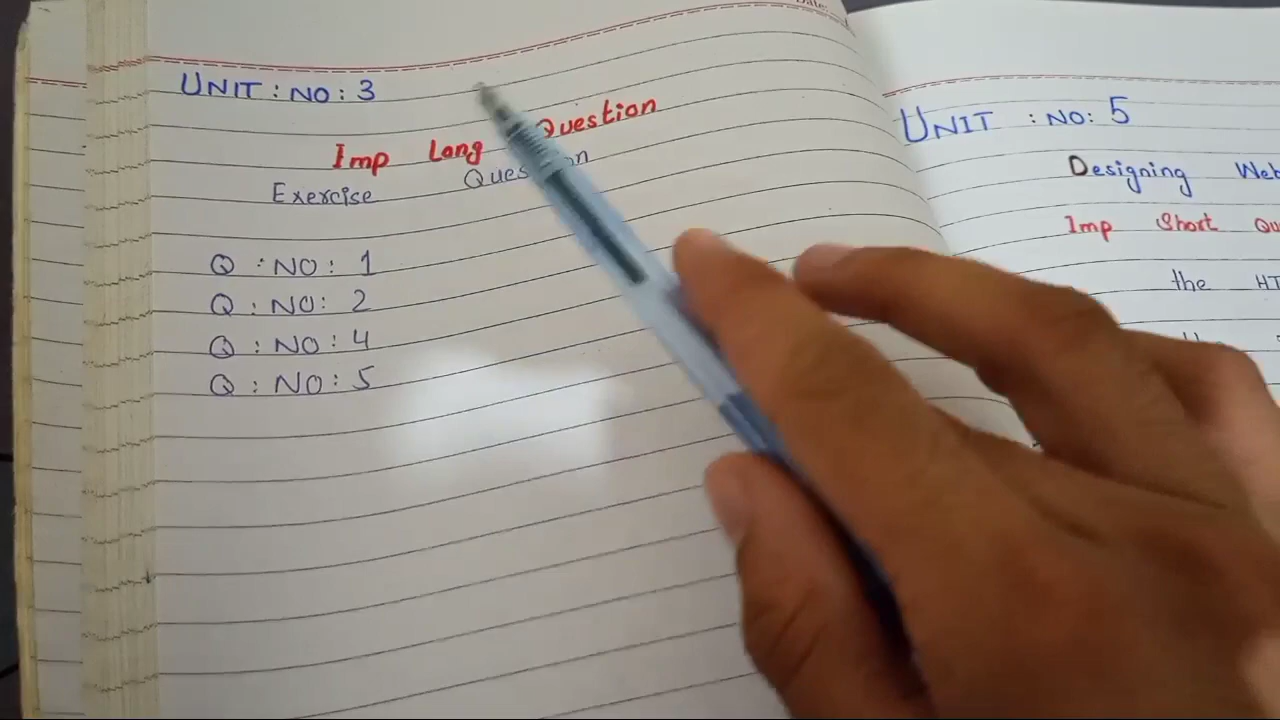 UNIT : NO : 3
Imp Long Question
Exercise
Q : NO : 1
Q : NO : 2
Q : NO : 4
Q : NO : 5
Date:
UNIT : NO: 5
Designing
Imp Short
the